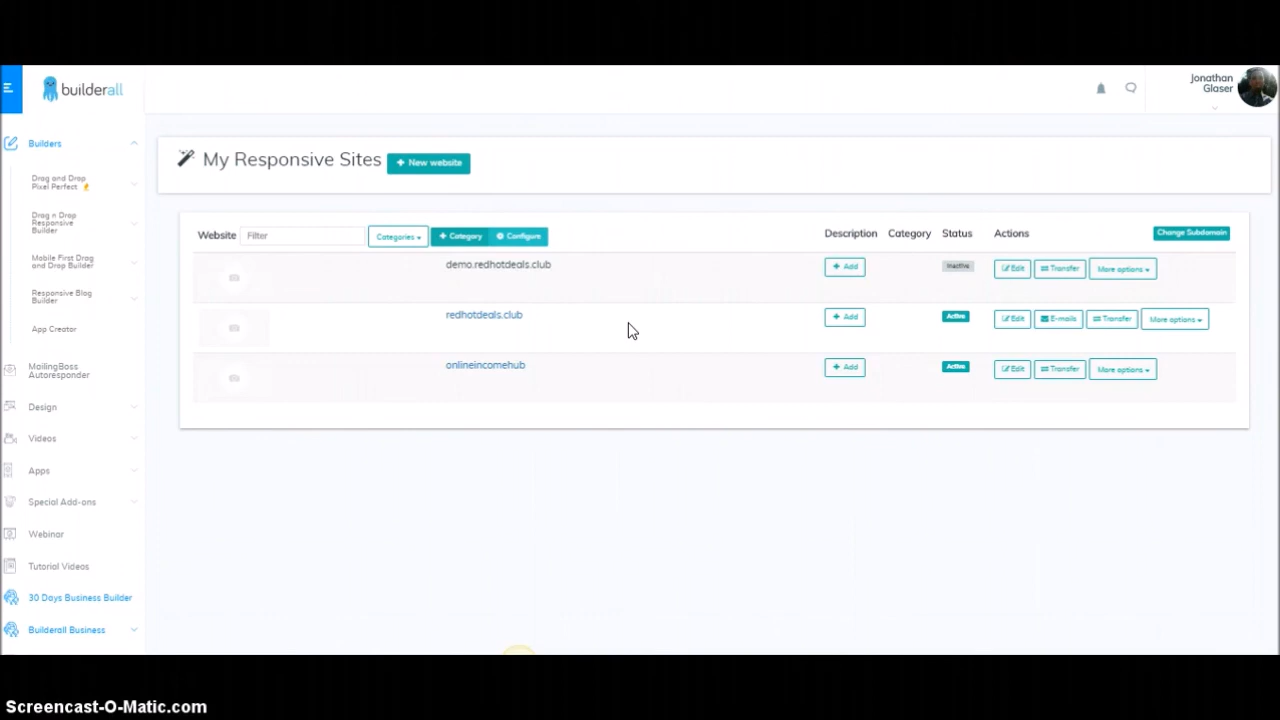 builderall
Jonathan
Glaser
Builders
Drag and Drop
Pixel Perfect
Drag n Drop
Responsive
Builder
Mobile First Drag
and Drop Builder
Responsive Blog
Builder
App Creator
MailingBoss
Autoresponder
Design
Videos
Apps
Special Add-ons
Webinar
Tutorial Videos
30 Days Business Builder
Builderall Business
My Responsive Sites + New website
Website Filter Categories + Category Configure Description Category Status Actions Change Subdomain
demo.redhotdeals.club + Add Inactive Edit Transfer More options
redhotdeals.club + Add Active Edit E-mails Transfer More options
onlineincomehub + Add Active Edit Transfer More options
Screencast-O-Matic.com